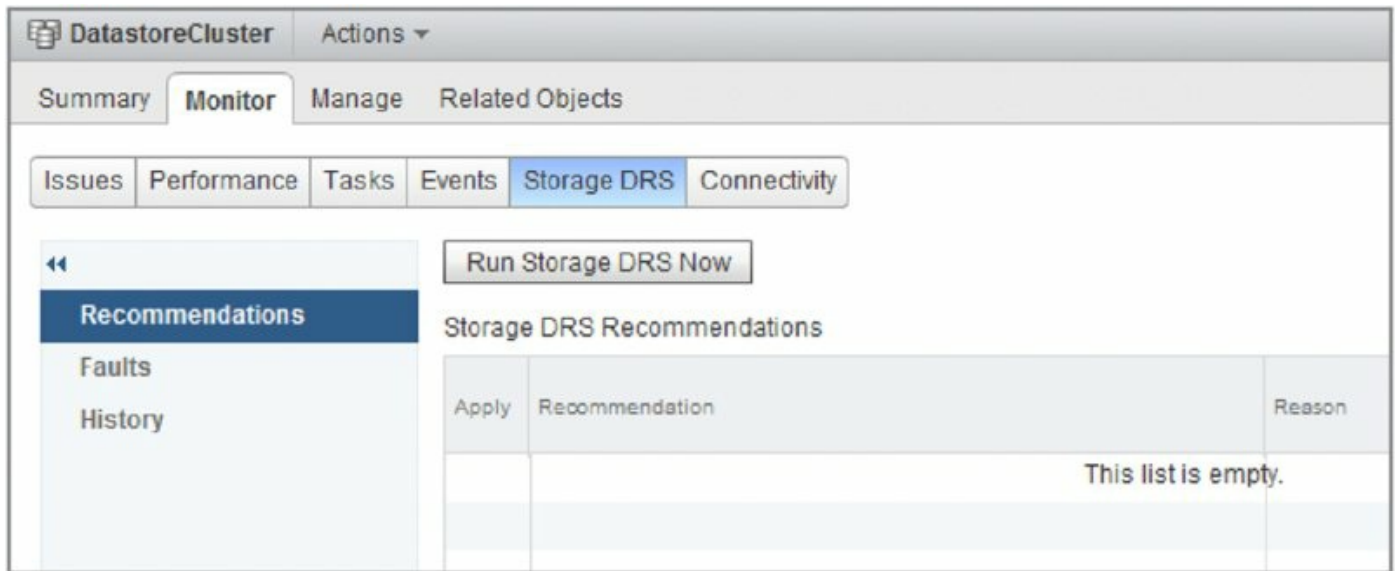 DatastoreCluster Actions
Summary Monitor Manage Related Objects
Issues Performance Tasks Events Storage DRS Connectivity
Run Storage DRS Now
Recommendations
Faults
History
Storage DRS Recommendations
Apply Recommendation Reason
This list is empty.